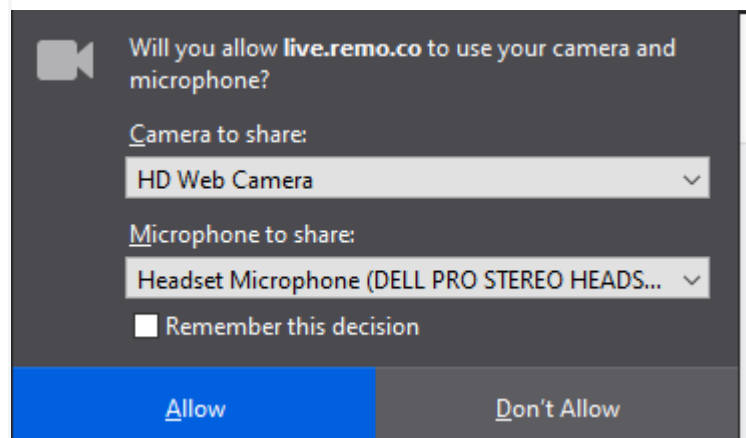 Will you allow live.remo.co to use your camera and
microphone?
Camera to share:
HD Web Camera
Microphone to share:
Headset Microphone (DELL PRO STEREO HEADS...
Remember this decision
Allow
Don't Allow